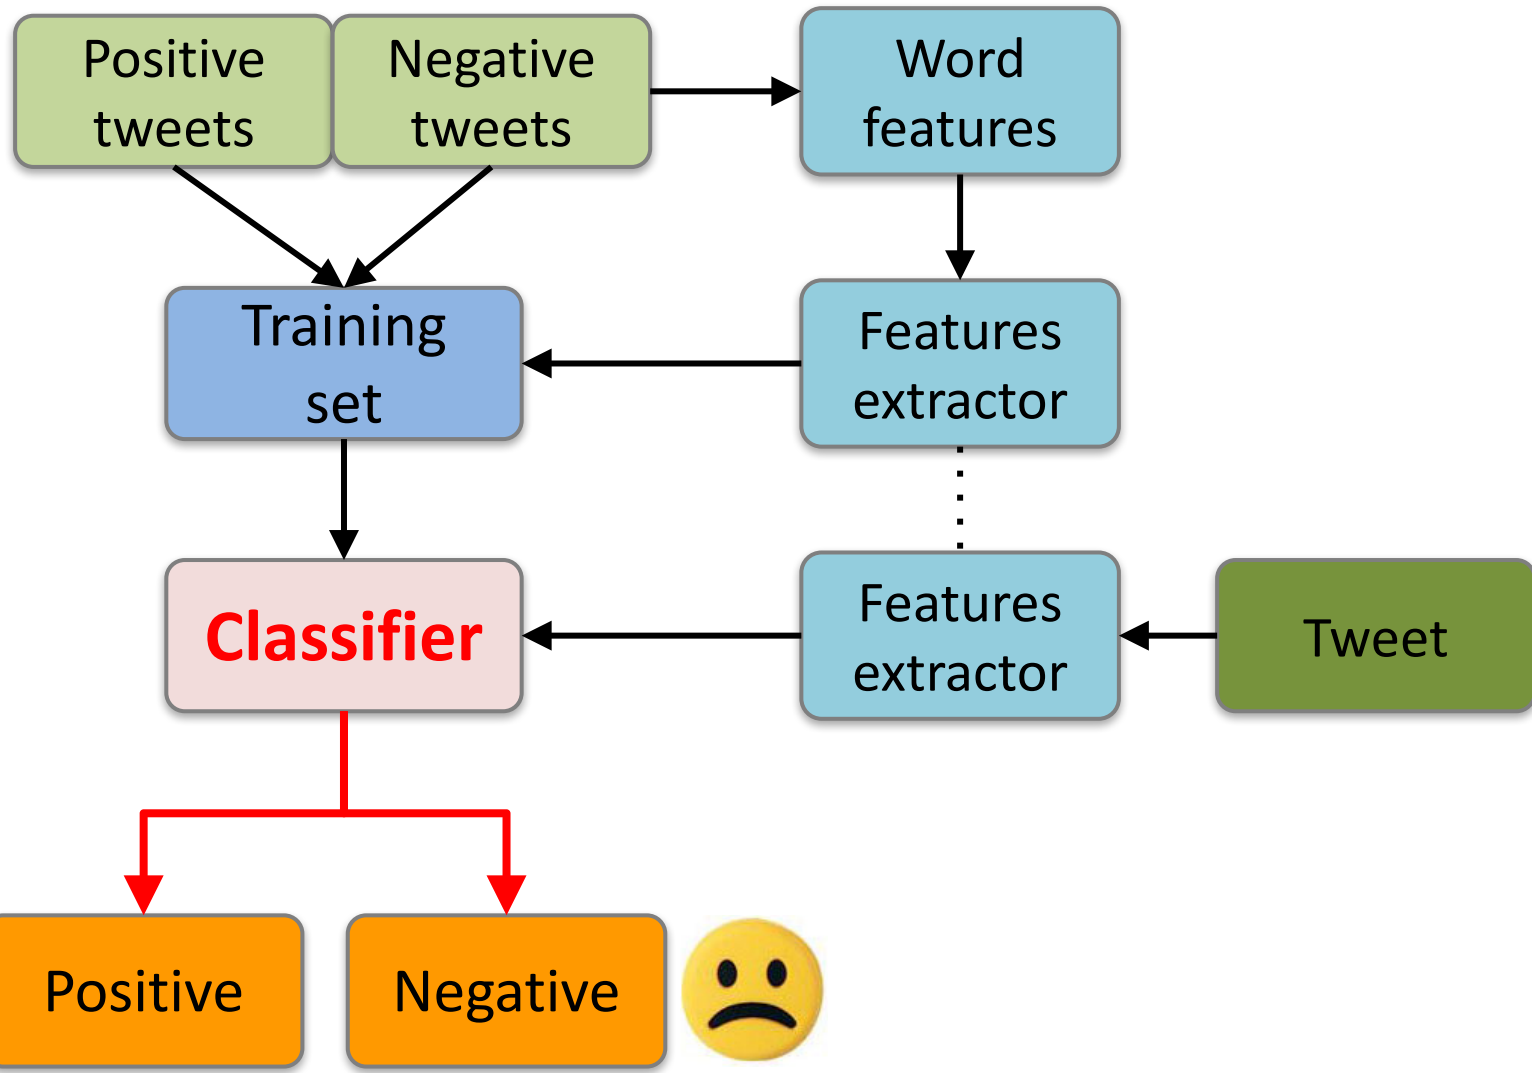 Positive
tweets
Negative
tweets
Word
features
Training
set
Features
extractor
Classifier
Features
extractor
Tweet
Positive
Negative